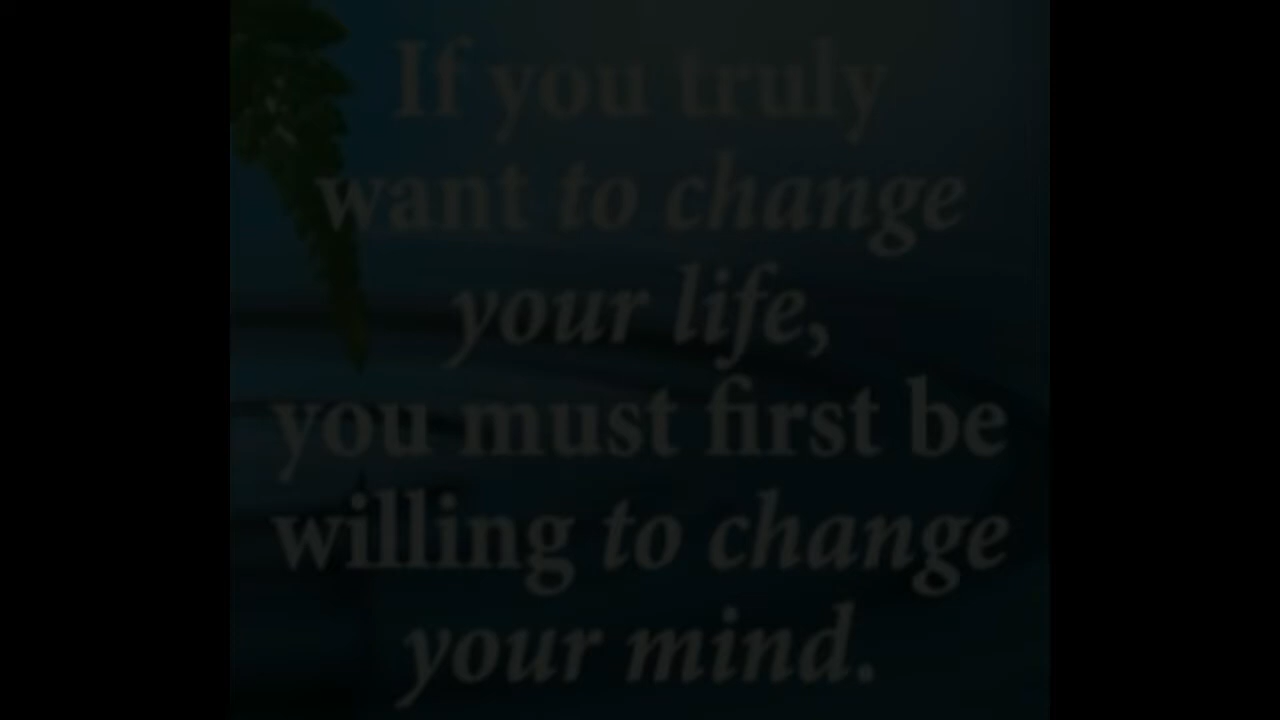 If you truly
want to change
your life,
you must first be
willing to change
your mind.